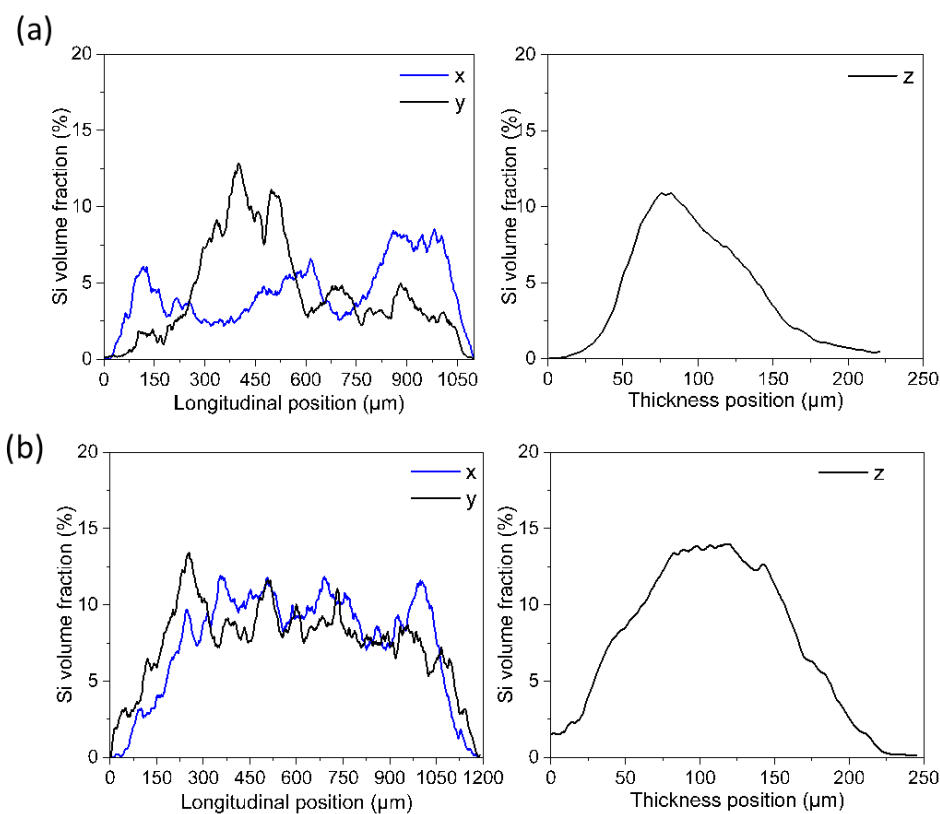 (a)
20
15
10
5
0
Si volume fraction (%)
x
y
0 150 300 450 600 750 900 1050
Longitudinal position (µm)
20
15
10
5
0
Si volume fraction (%)
z
0 50 100 150 200 250
Thickness position (µm)
(b)
20
15
10
5
0
Si volume fraction (%)
x
y
0 150 300 450 600 750 900 1050 1200
Longitudinal position (µm)
20
15
10
5
0
Si volume fraction (%)
z
0 50 100 150 200 250
Thickness position (µm)